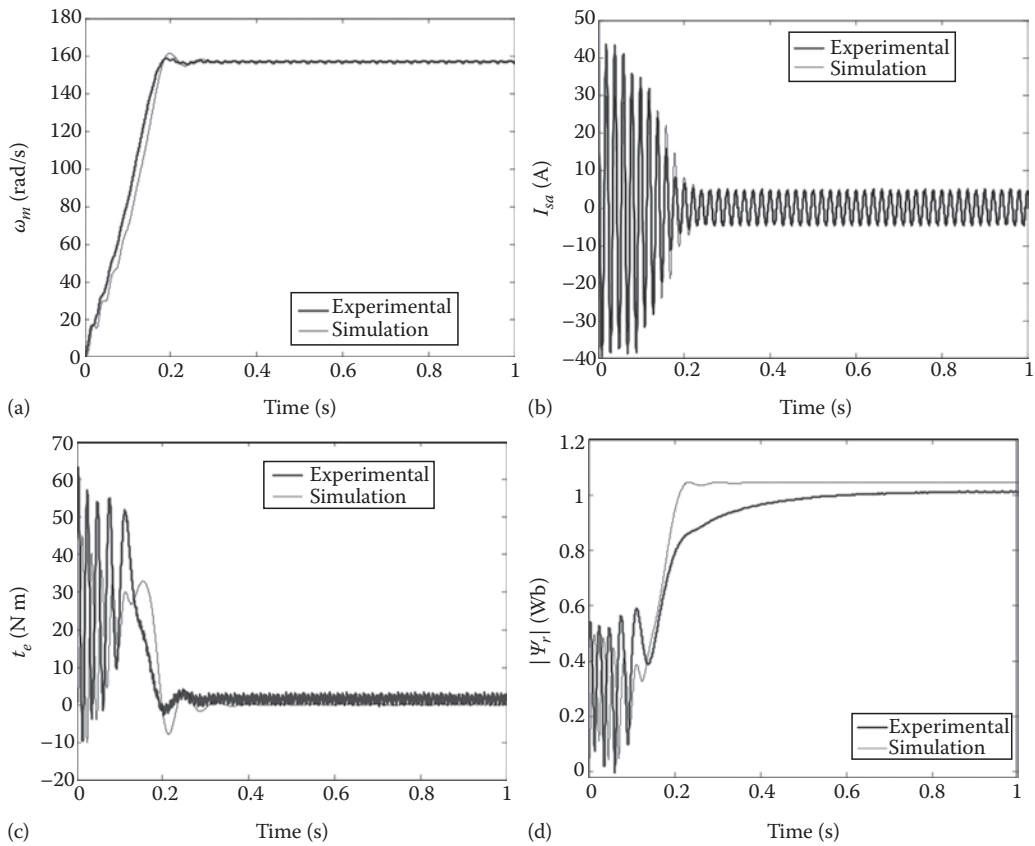 180
160
140
120
100
80
60
40
20
0
ω_m (rad/s)
Experimental
Simulation
0 0.2 0.4 0.6 0.8 1
(a) Time (s)
50
40
30
20
10
0
−10
−20
−30
−40
I_sa (A)
Experimental
Simulation
0 0.2 0.4 0.6 0.8 1
(b) Time (s)
70
60
50
40
30
20
10
0
−10
−20
t_e (N m)
Experimental
Simulation
0 0.2 0.4 0.6 0.8 1
(c) Time (s)
1.2
1
0.8
0.6
0.4
0.2
0
|Ψ_r| (Wb)
Experimental
Simulation
0 0.2 0.4 0.6 0.8 1
(d) Time (s)